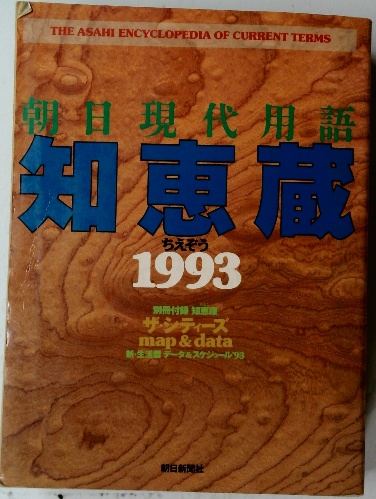 THE ASAHI ENCYCLOPEDIA OF CURRENT TERMS
朝日現代用語
知恵蔵
ちえぞう
1993
別冊付録 知恵蔵
ザ・シティーズ
map & data
新・生活圏 データ&スケジュール'93
朝日新聞社